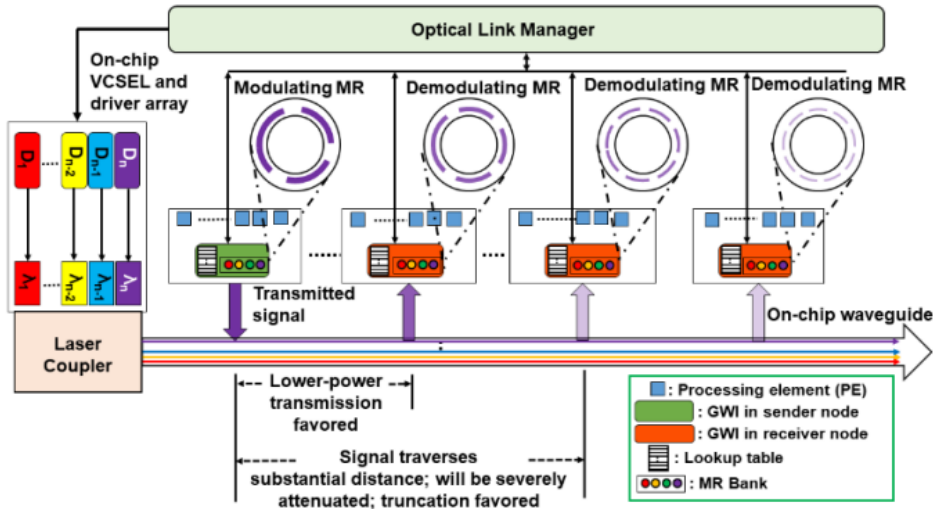 Optical Link Manager
On-chip
VCSEL and
driver array
Modulating MR
Demodulating MR
Demodulating MR
Demodulating MR
D₁
Dₙ₋₂
Dₙ₋₁
Dₙ
λ₁
λₙ₋₂
λₙ₋₁
λₙ
Transmitted
signal
On-chip waveguide
Laser
Coupler
Lower-power
transmission
favored
Signal traverses
substantial distance; will be severely
attenuated; truncation favored
: Processing element (PE)
: GWI in sender node
: GWI in receiver node
: Lookup table
: MR Bank